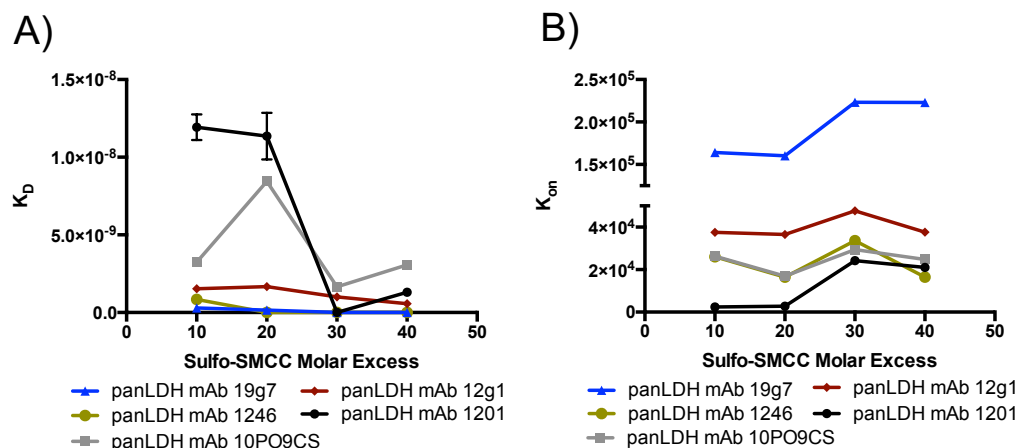 A)
K_D
1.5×10⁻⁸
1.0×10⁻⁸
5.0×10⁻⁹
0.0
0 10 20 30 40 50
Sulfo-SMCC Molar Excess
panLDH mAb 19g7 panLDH mAb 12g1
panLDH mAb 1246 panLDH mAb 1201
panLDH mAb 10PO9CS
B)
K_on
2.5×10⁵
2.0×10⁵
1.5×10⁵
4×10⁴
2×10⁴
0
0 10 20 30 40 50
Sulfo-SMCC Molar Excess
panLDH mAb 19g7 panLDH mAb 12g1
panLDH mAb 1246 panLDH mAb 1201
panLDH mAb 10PO9CS